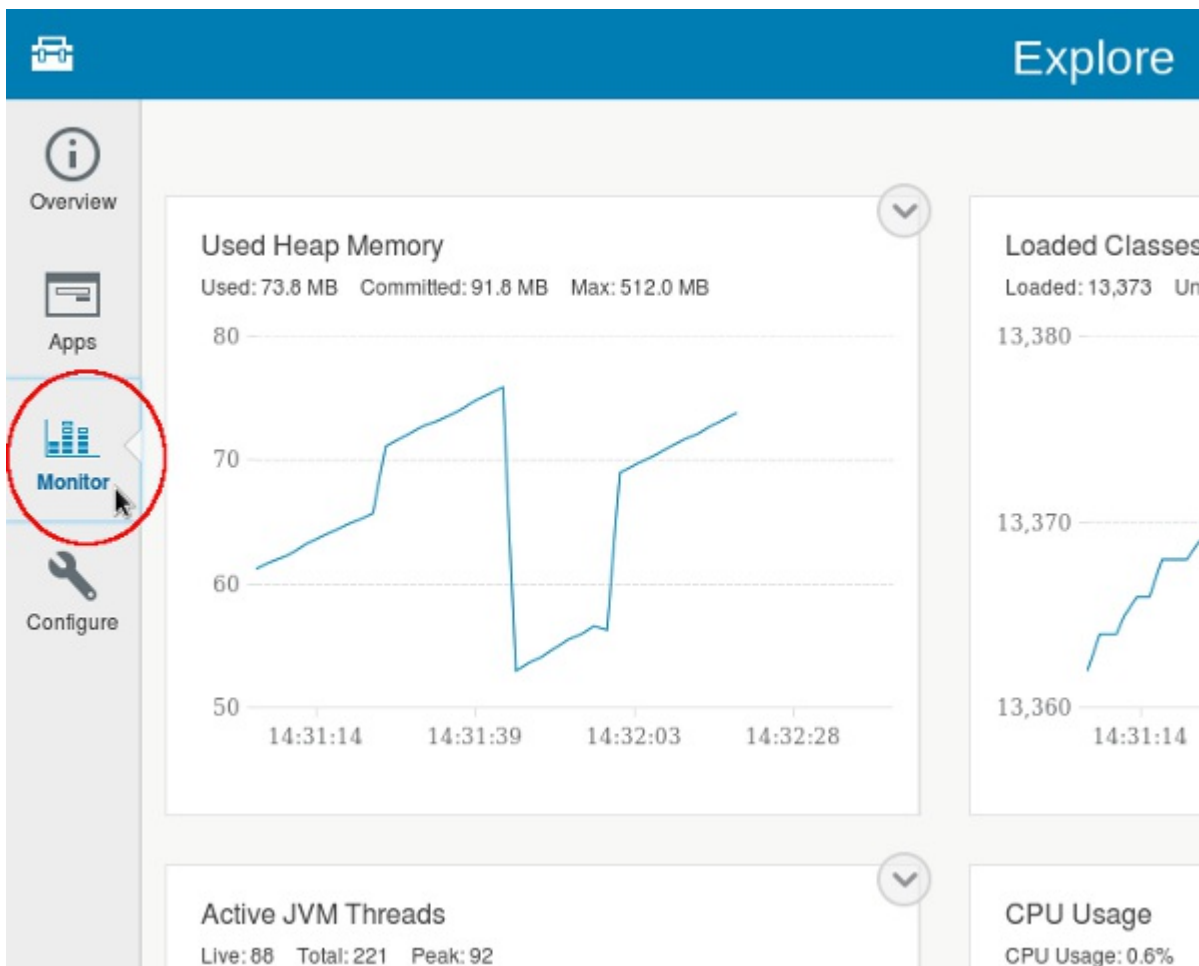 Explore
Overview
Apps
Monitor
Configure
Used Heap Memory
Used: 73.8 MB Committed: 91.8 MB Max: 512.0 MB
80
70
60
50
14:31:14 14:31:39 14:32:03 14:32:28
Loaded Classes
Loaded: 13,373 Un
13,380
13,370
13,360
14:31:14
Active JVM Threads
Live: 88 Total: 221 Peak: 92
CPU Usage
CPU Usage: 0.6%